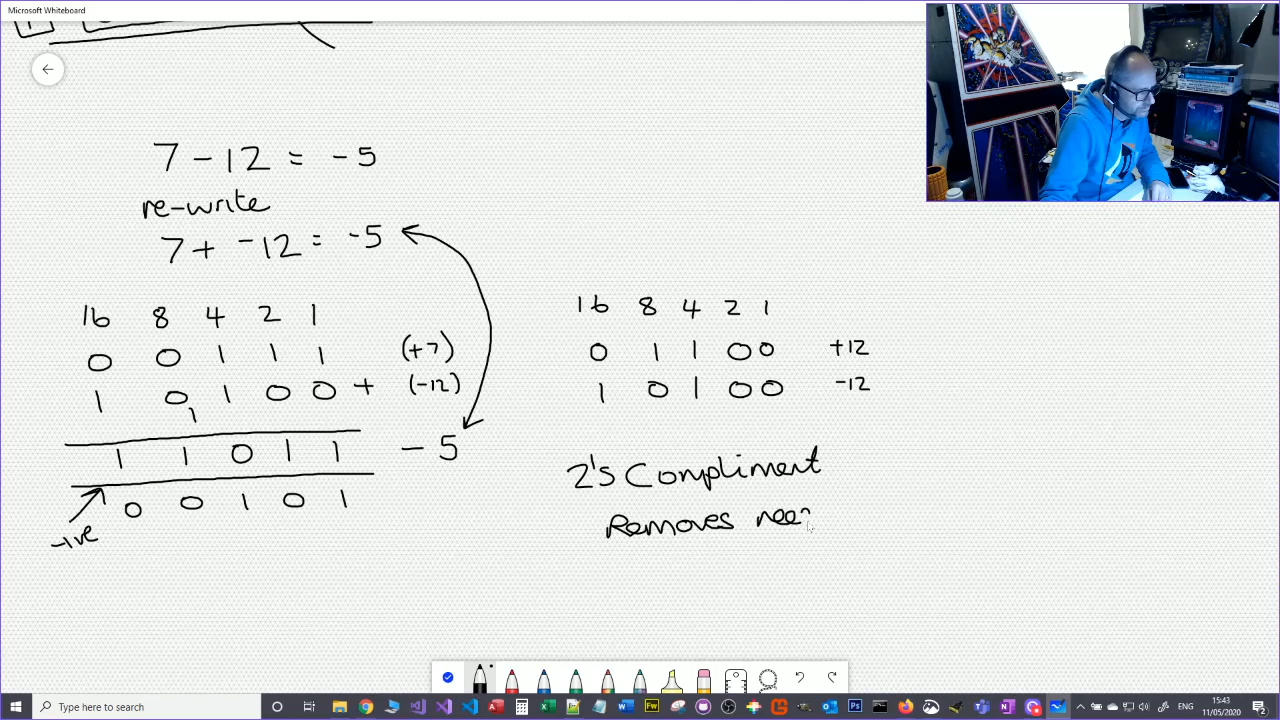 Microsoft Whiteboard
7 - 12 = -5
re-write
7 + -12 = -5
16 8 4 2 1
0 0 1 1 1 (+7)
1 0 1 0 0 + (-12)
1
1 1 0 1 1 - 5
0 0 1 0 1
-ive
16 8 4 2 1
0 1 1 0 0 +12
1 0 1 0 0 -12
2's Compliment
Removes nee
Type here to search
ENG
15:43
11/05/2020